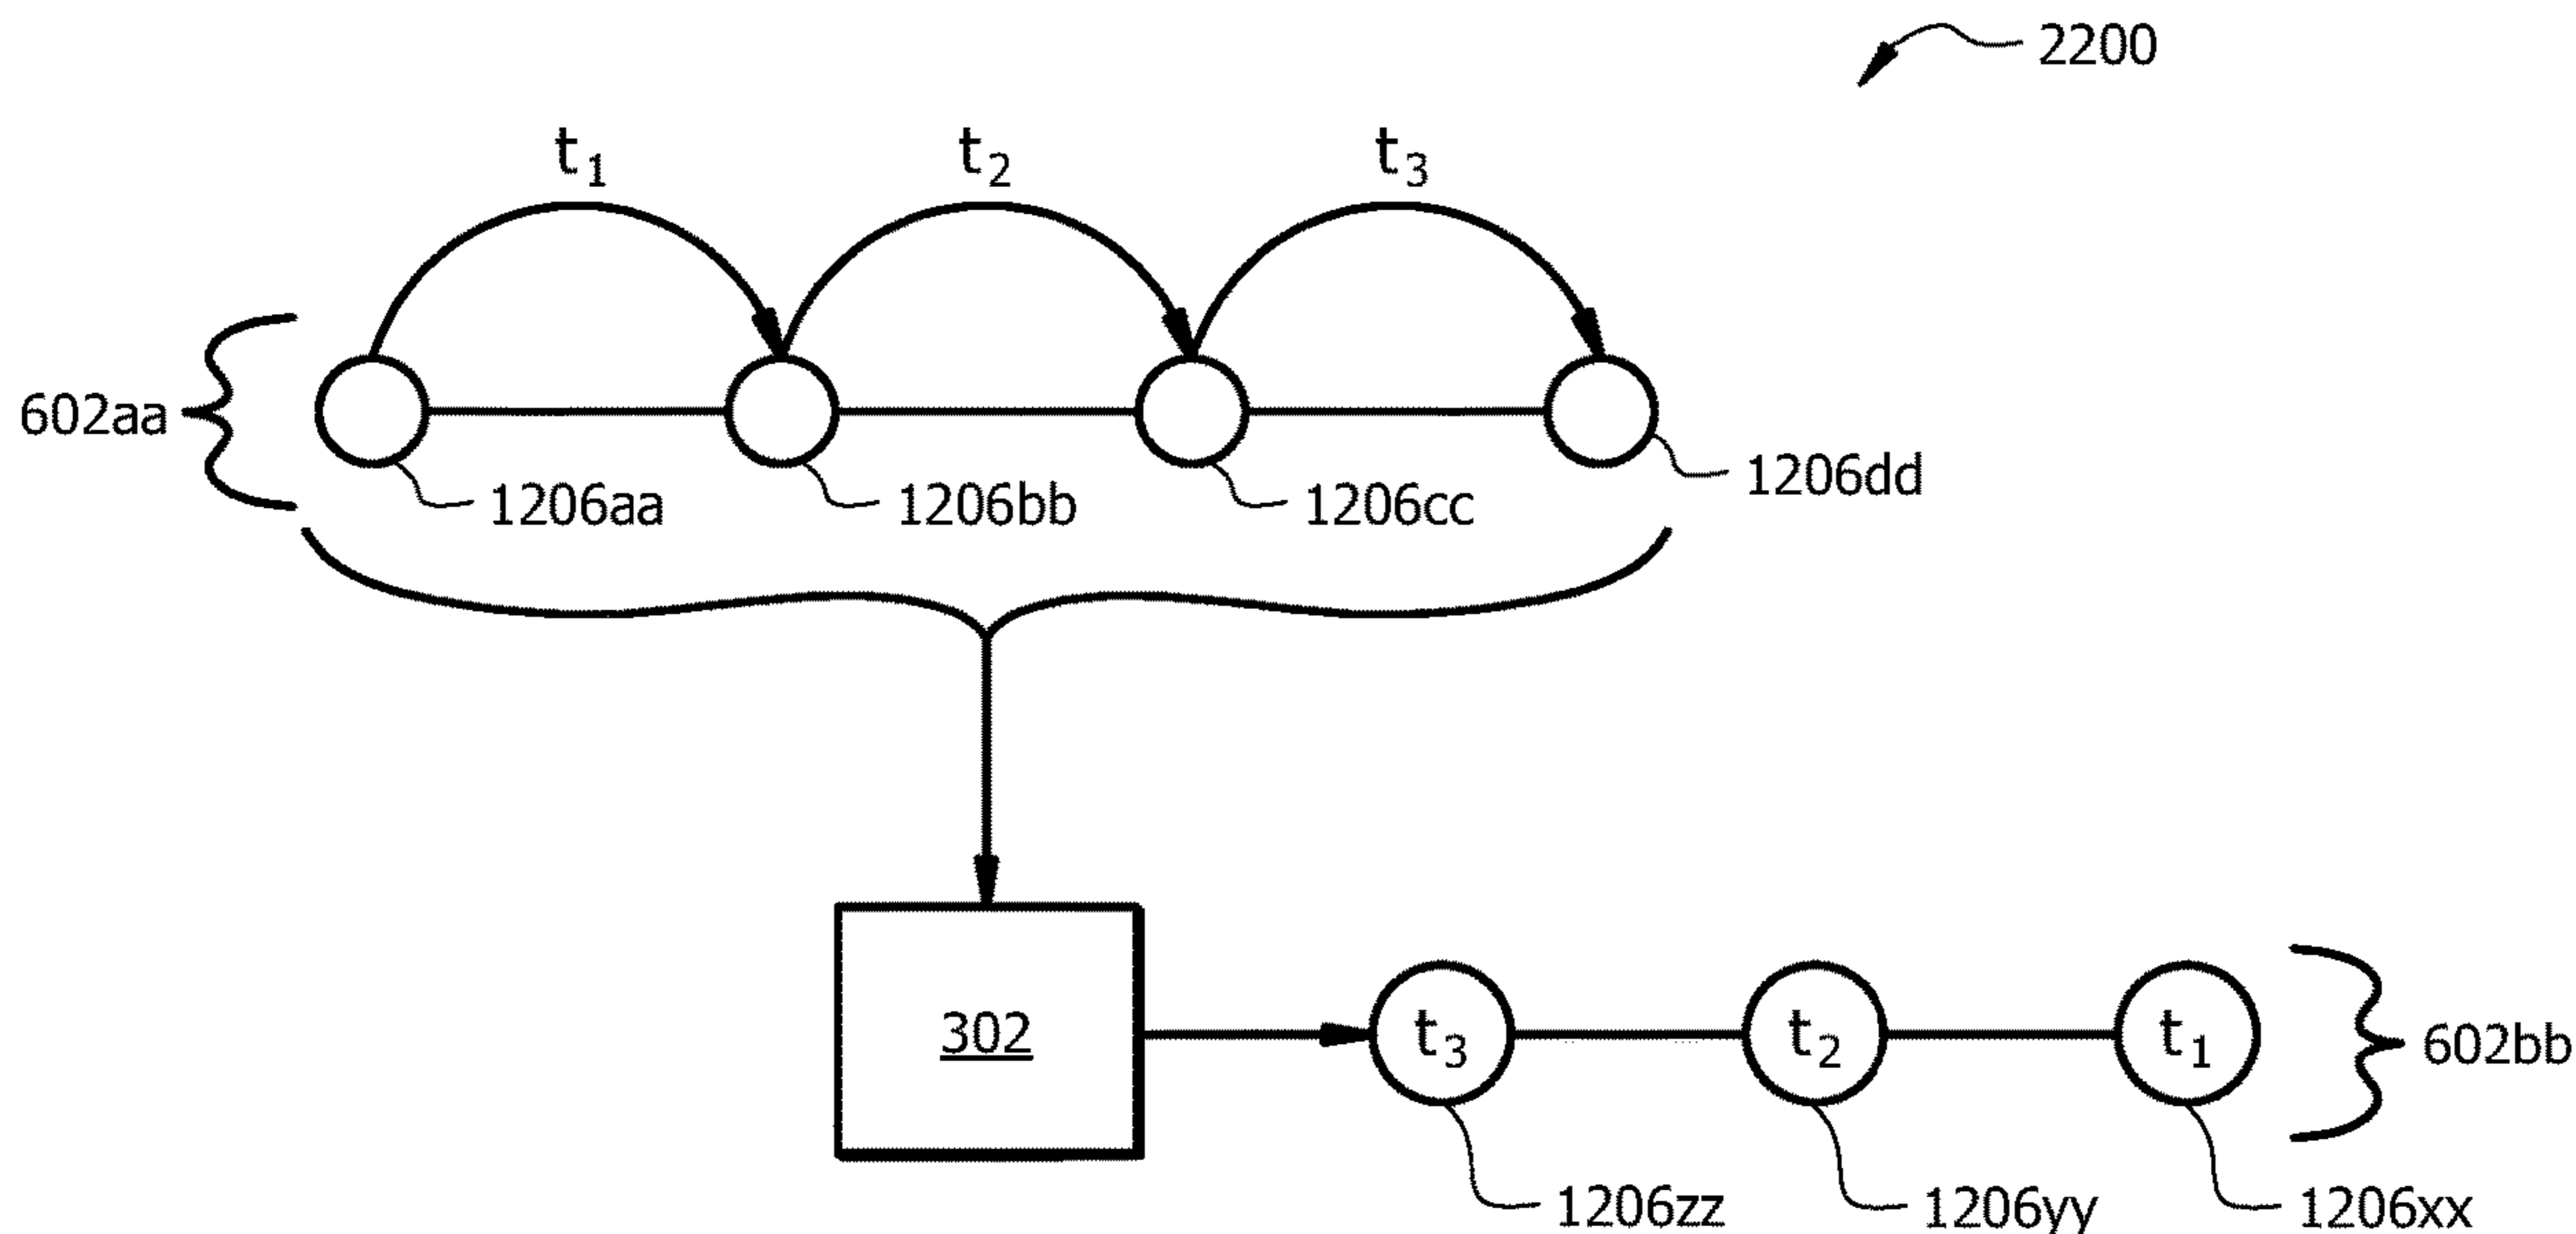 2200
t₁ t₂ t₃
602aa
1206aa 1206bb 1206cc 1206dd
302 t₃ t₂ t₁ 602bb
1206zz 1206yy 1206xx